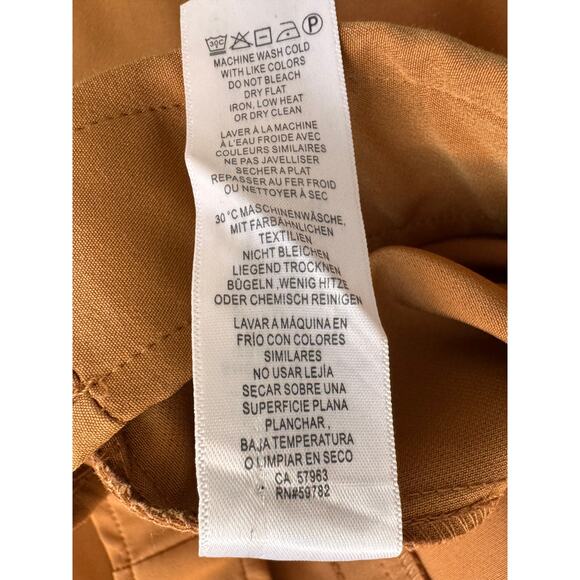 30C P
MACHINE WASH COLD
WITH LIKE COLORS
DO NOT BLEACH
DRY FLAT
IRON, LOW HEAT
OR DRY CLEAN
LAVER À LA MACHINE
À L'EAU FROIDE AVEC
COULEURS SIMILAIRES
NE PAS JAVELLISER
SECHER A PLAT
REPASSER AU FER FROID
OU NETTOYER À SEC
30 °C MASCHINENWÄSCHE,
MIT FARBÄHNLICHEN
TEXTILIEN
NICHT BLEICHEN
LIEGEND TROCKNEN
BÜGELN ,WENIG HITZE
ODER CHEMISCH REINIGEN
LAVAR A MÁQUINA EN
FRÍO CON COLORES
SIMILARES
NO USAR LEJÍA
SECAR SOBRE UNA
SUPERFICIE PLANA
PLANCHAR ,
BAJA TEMPERATURA
O LIMPIAR EN SECO
CA 57963
RN#59782